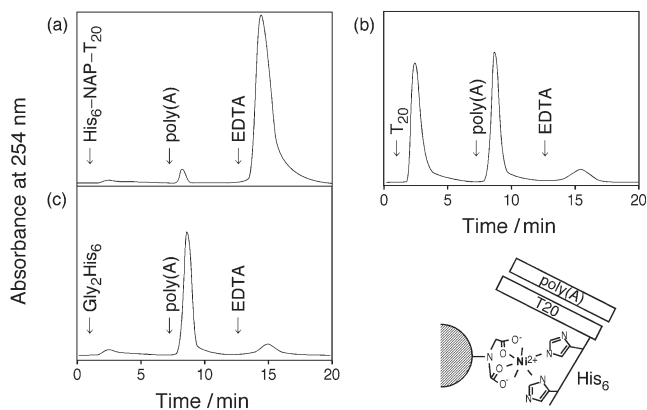 (a)
His6–NAP–T20
poly(A)
EDTA
(b)
T20
poly(A)
EDTA
0 5 10 15 20
Time / min
(c)
Gly2His6
poly(A)
EDTA
0 5 10 15 20
Time / min
Absorbance at 254 nm
poly(A)
T20
N
O
O-
O
O-
Ni2+
N
N
N
N
His6